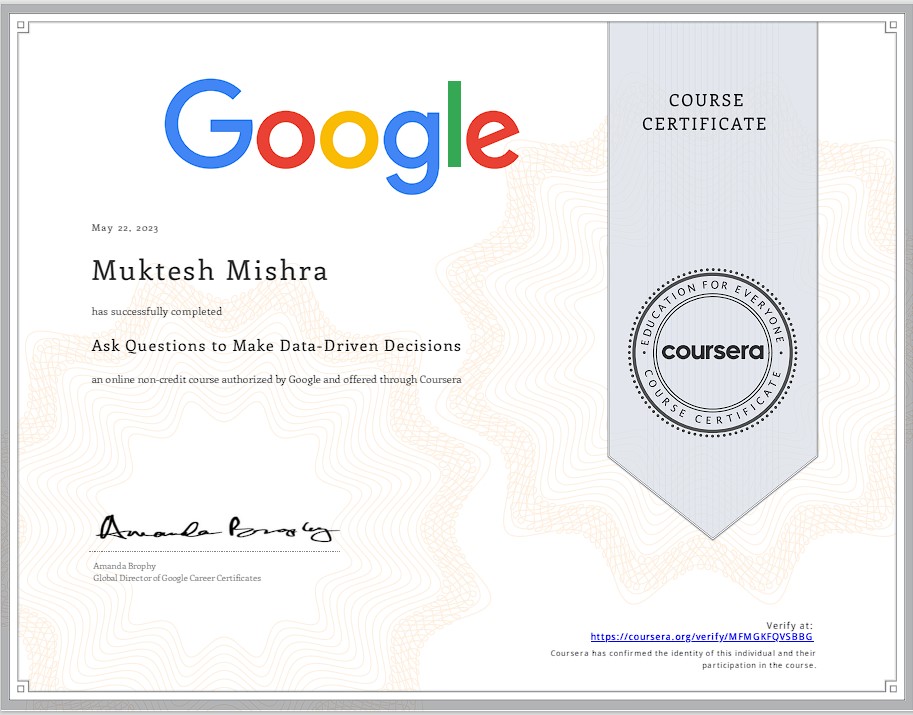 Google
COURSE
CERTIFICATE
May 22, 2023
Muktesh Mishra
has successfully completed
Ask Questions to Make Data-Driven Decisions
an online non-credit course authorized by Google and offered through Coursera
EDUCATION FOR EVERYONE
coursera
COURSE CERTIFICATE
Amanda Brophy
Amanda Brophy
Global Director of Google Career Certificates
Verify at:
https://coursera.org/verify/MFMGKFQVSBBG
Coursera has confirmed the identity of this individual and their
participation in the course.